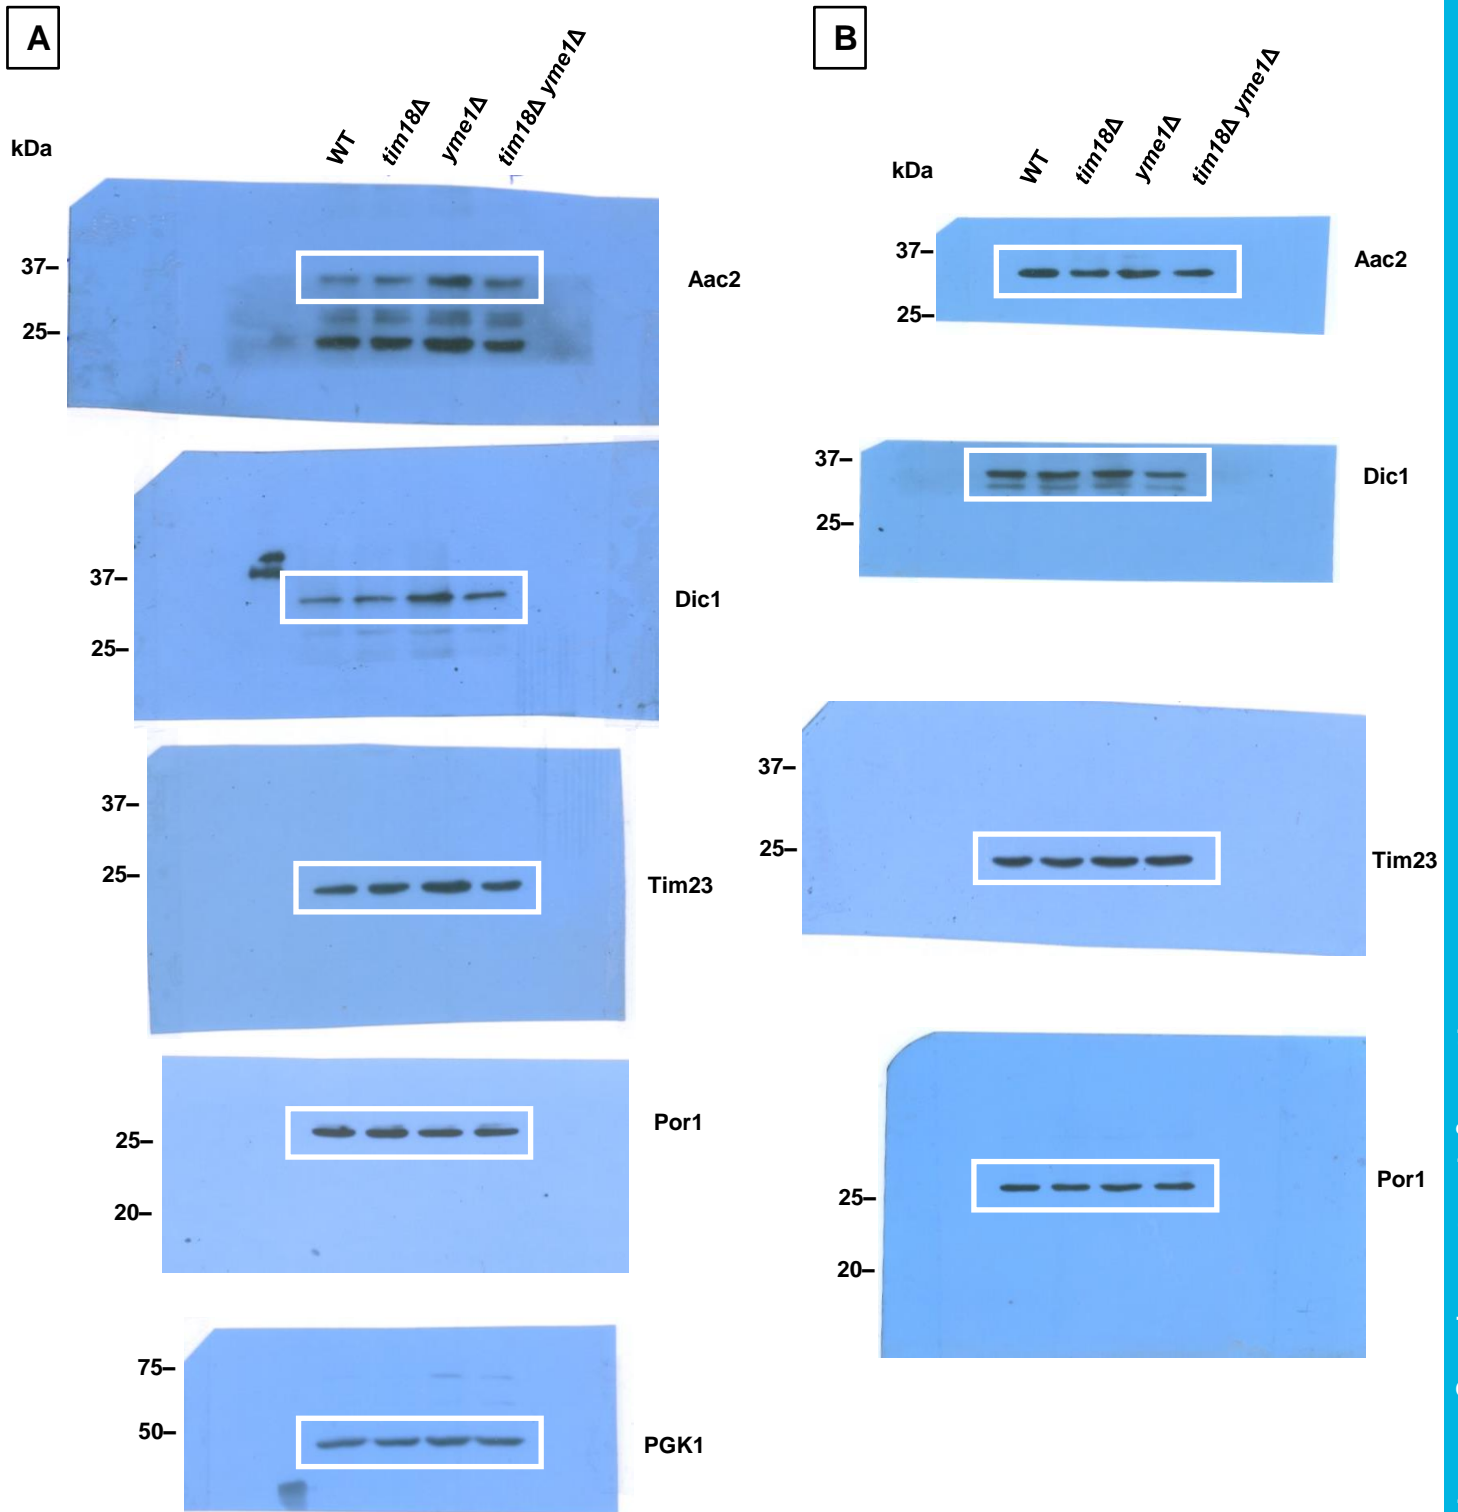 A
WT
tim18Δ
yme1Δ
tim18Δ yme1Δ
kDa
37–
25–
Aac2
37–
25–
Dic1
37–
25–
Tim23
25–
20–
Por1
75–
50–
PGK1
B
WT
tim18Δ
yme1Δ
tim18Δ yme1Δ
kDa
37–
25–
Aac2
37–
25–
Dic1
37–
25–
Tim23
25–
20–
Por1